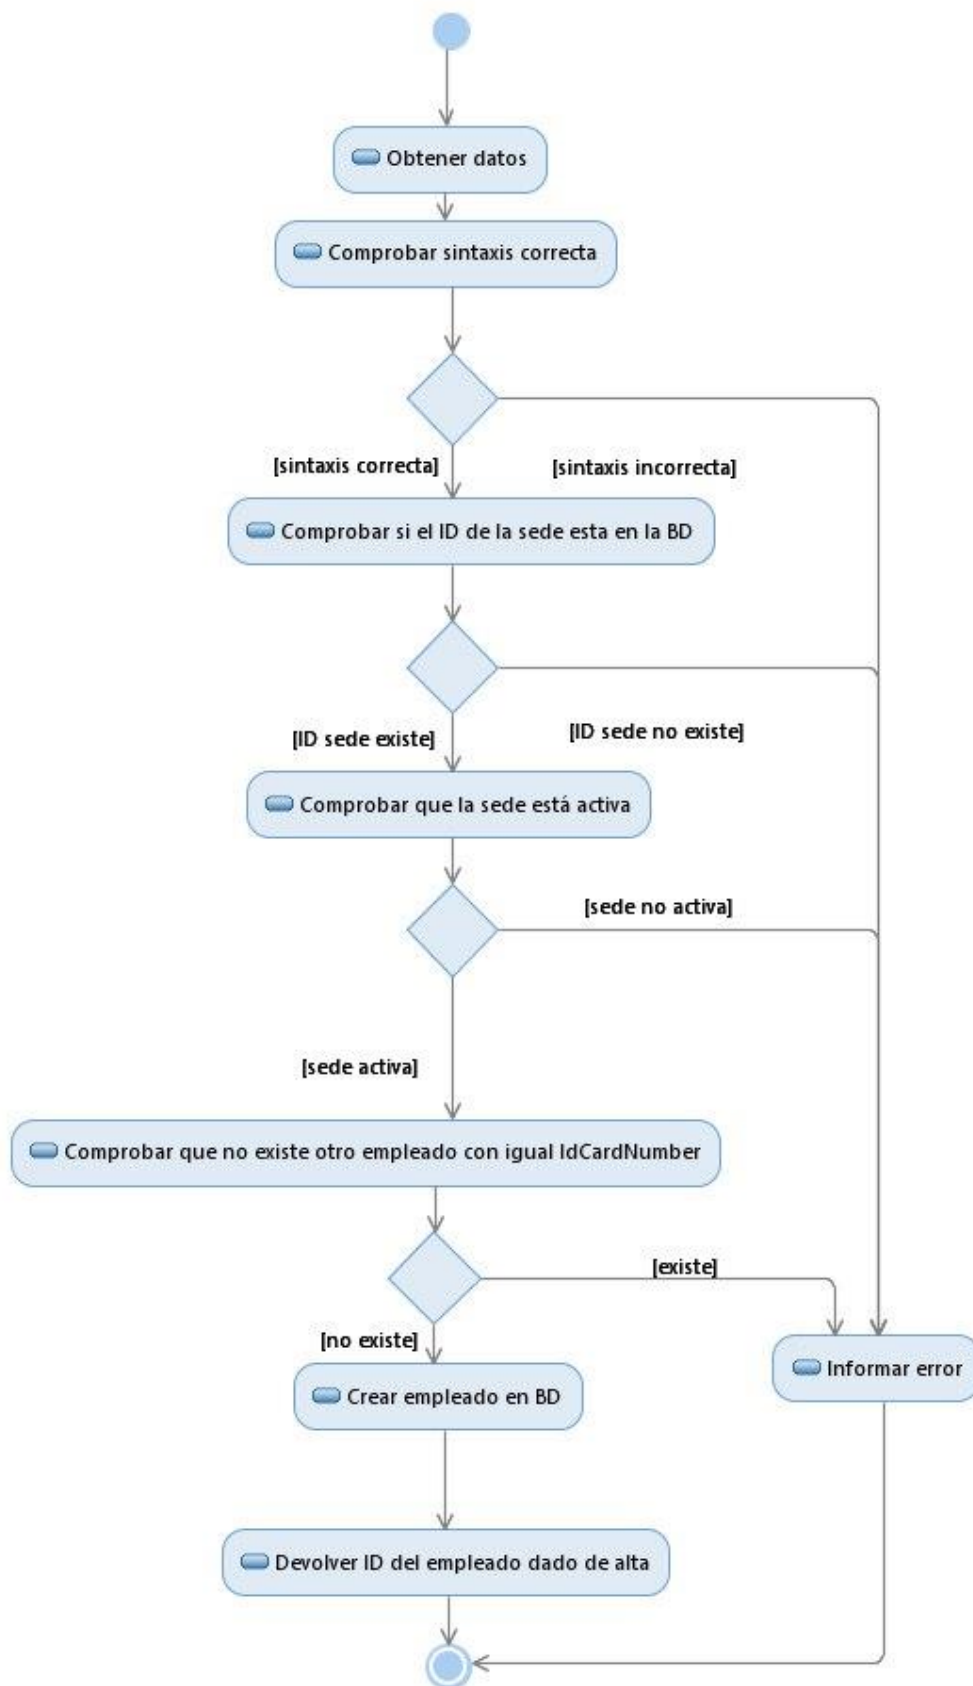 Obtener datos
Comprobar sintaxis correcta
[sintaxis correcta]
[sintaxis incorrecta]
Comprobar si el ID de la sede esta en la BD
[ID sede existe]
[ID sede no existe]
Comprobar que la sede está activa
[sede no activa]
[sede activa]
Comprobar que no existe otro empleado con igual IdCardNumber
[existe]
[no existe]
Informar error
Crear empleado en BD
Devolver ID del empleado dado de alta